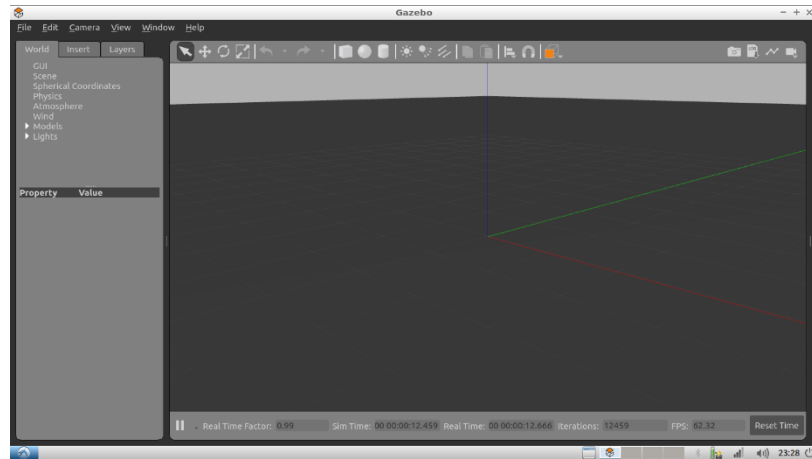 Gazebo
File Edit Camera View Window Help
World Insert Layers
GUI
Scene
Spherical Coordinates
Physics
Atmosphere
Wind
Models
Lights
Property Value
Real Time Factor: 0.99 Sim Time: 00 00:00:12.459 Real Time: 00 00:00:12.666 Iterations: 12459 FPS: 62.32 Reset Time
23:28